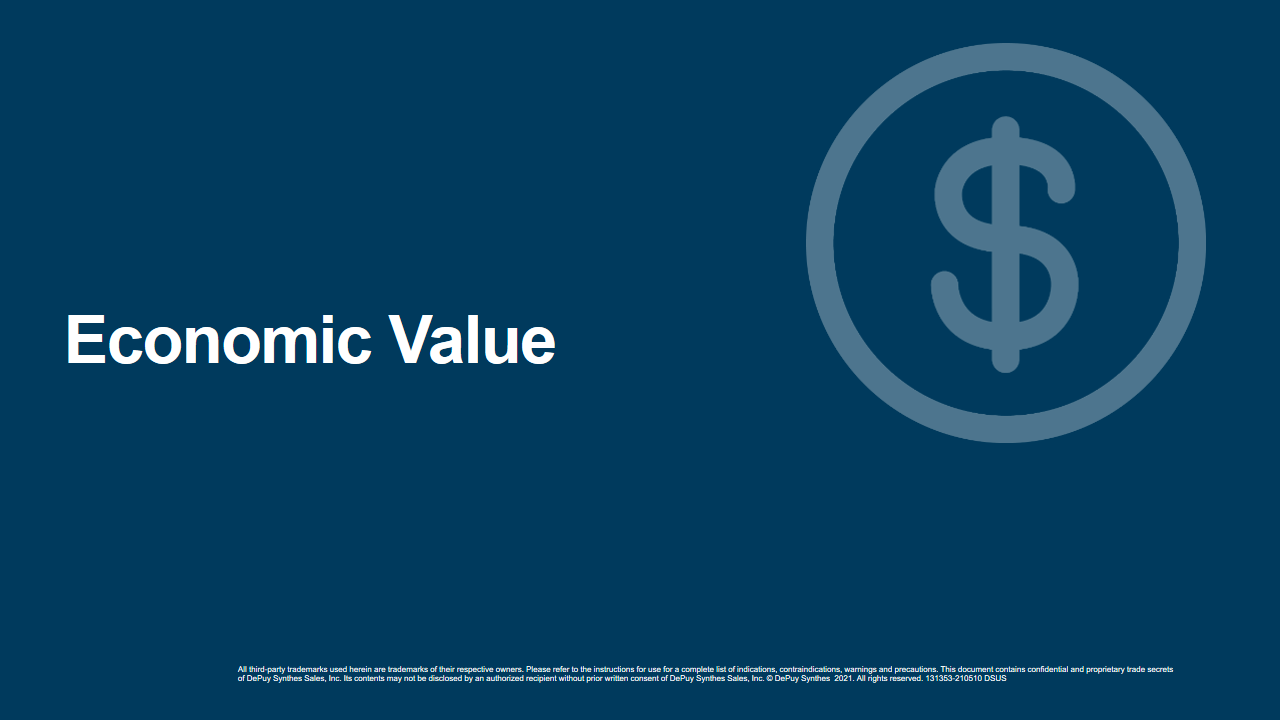 Economic Value
All third-party trademarks used herein are trademarks of their respective owners. Please refer to the instructions for use for a complete list of indications, contraindications, warnings and precautions. This document contains confidential and proprietary trade secrets
of DePuy Synthes Sales, Inc. Its contents may not be disclosed by an authorized recipient without prior written consent of DePuy Synthes Sales, Inc. © DePuy Synthes 2021. All rights reserved. 131353-210510 DSUS